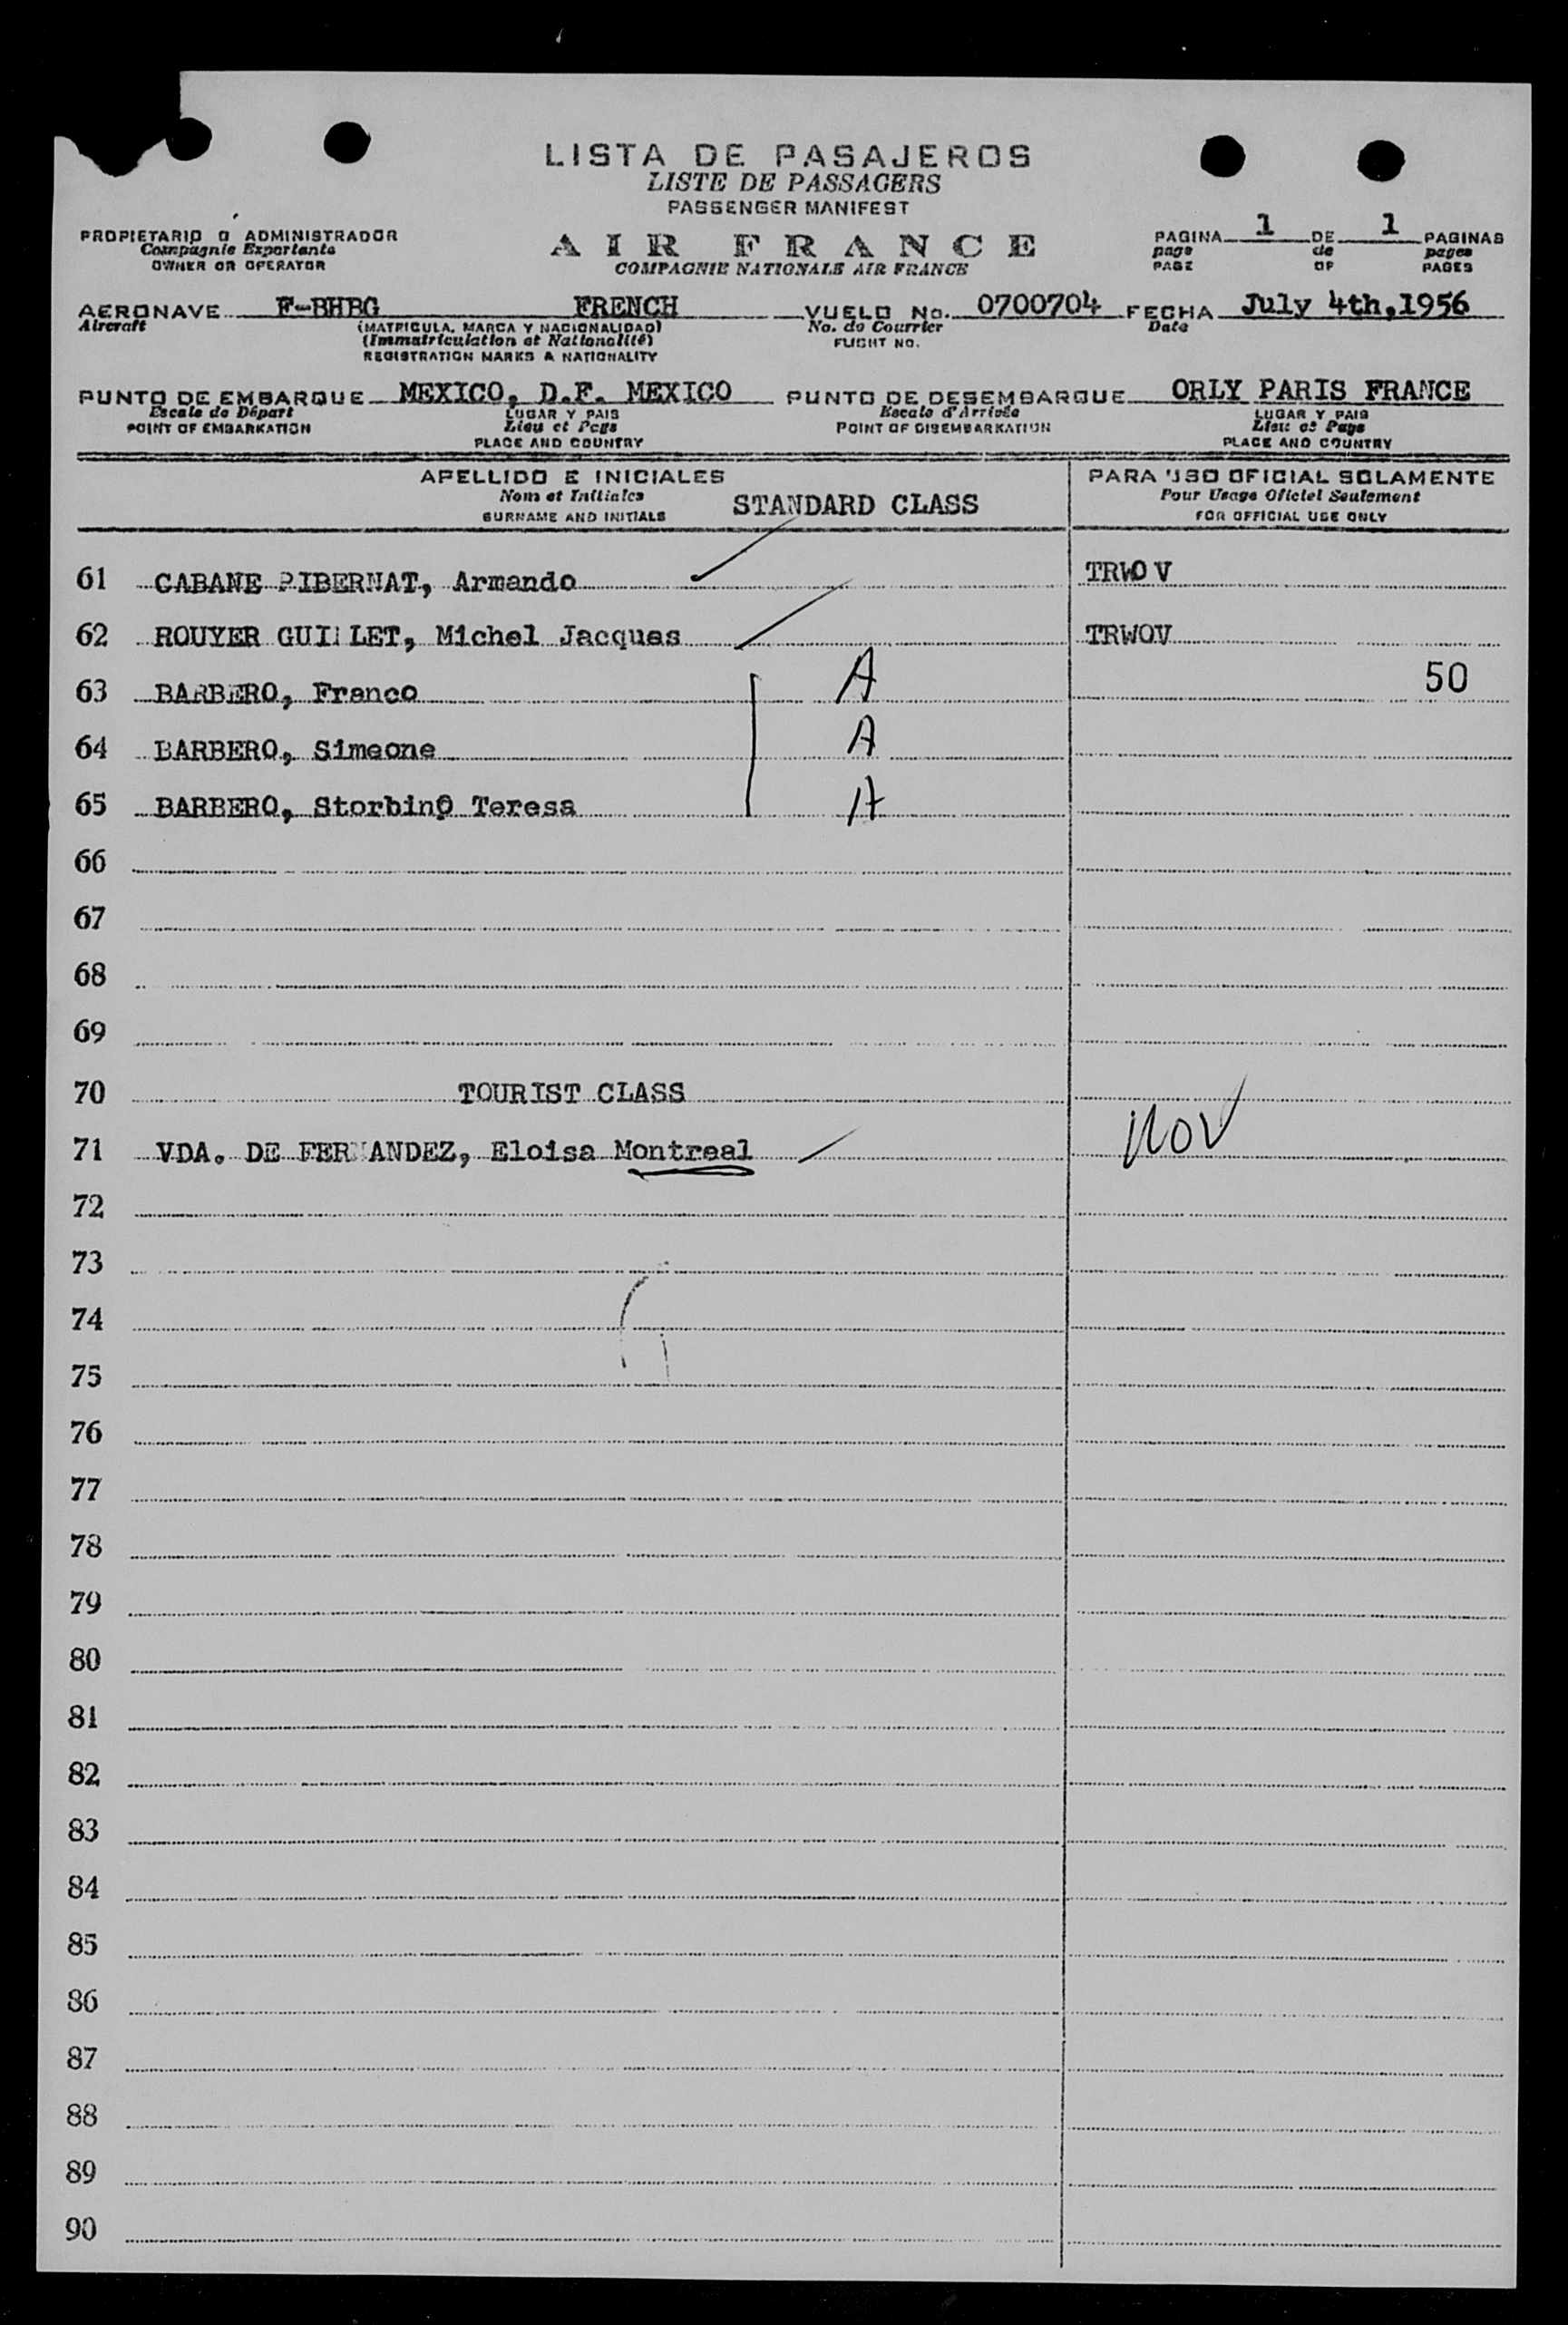 LISTA DE PASAJEROS
LISTE DE PASSAGERS
PASSENGER MANIFEST
PROPIETARIO O ADMINISTRADOR
Compagnie Exportante
OWNER OR OPERATOR
AIR FRANCE
COMPAGNIE NATIONALE AIR FRANCE
PAGINA 1 DE 1 PAGINAS
page de pages
PAGE OF PAGES
AERONAVE F-BHBG FRENCH VUELO No. 0700704 FECHA July 4th,1956
Aircraft (MATRICULA, MARCA Y NACIONALIDAD) No. do Courrier Date
(Immatriculation et Nationalité) FLIGHT NO.
REGISTRATION MARKS & NATIONALITY
PUNTO DE EMBARQUE MEXICO, D.F. MEXICO PUNTO DE DESEMBARQUE ORLY PARIS FRANCE
Escale de Départ LUGAR Y PAIS Escale d'Arrivée LUGAR Y PAIS
POINT OF EMBARKATION Lieu et Pays POINT OF DISEMBARKATION Lieu et Pays
PLACE AND COUNTRY PLACE AND COUNTRY
APELLIDO E INICIALES PARA USO OFICIAL SOLAMENTE
Nom et Initiales STANDARD CLASS Pour Usage Oficiel Seulement
SURNAME AND INITIALS FOR OFFICIAL USE ONLY
61 CABANE PIBERNAT, Armando TRWOV
62 ROUYER GUILLET, Michel Jacques TRWOV
63 BARBERO, Franco A 50
64 BARBERO, Simeone A
65 BARBERO, Storbino Teresa A
66
67
68
69
70 TOURIST CLASS
71 VDA. DE FERNANDEZ, Eloisa Montreal WOV
72
73
74
75
76
77
78
79
80
81
82
83
84
85
86
87
88
89
90